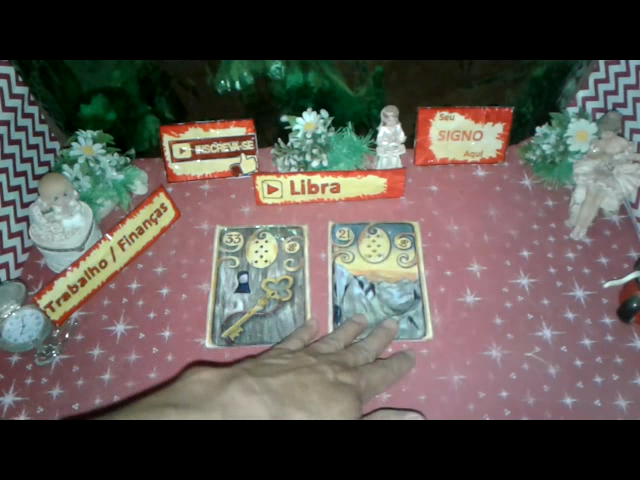 INSCREVA-SE
Seu
SIGNO
Aqui
Libra
Trabalho / Finanças
33
21